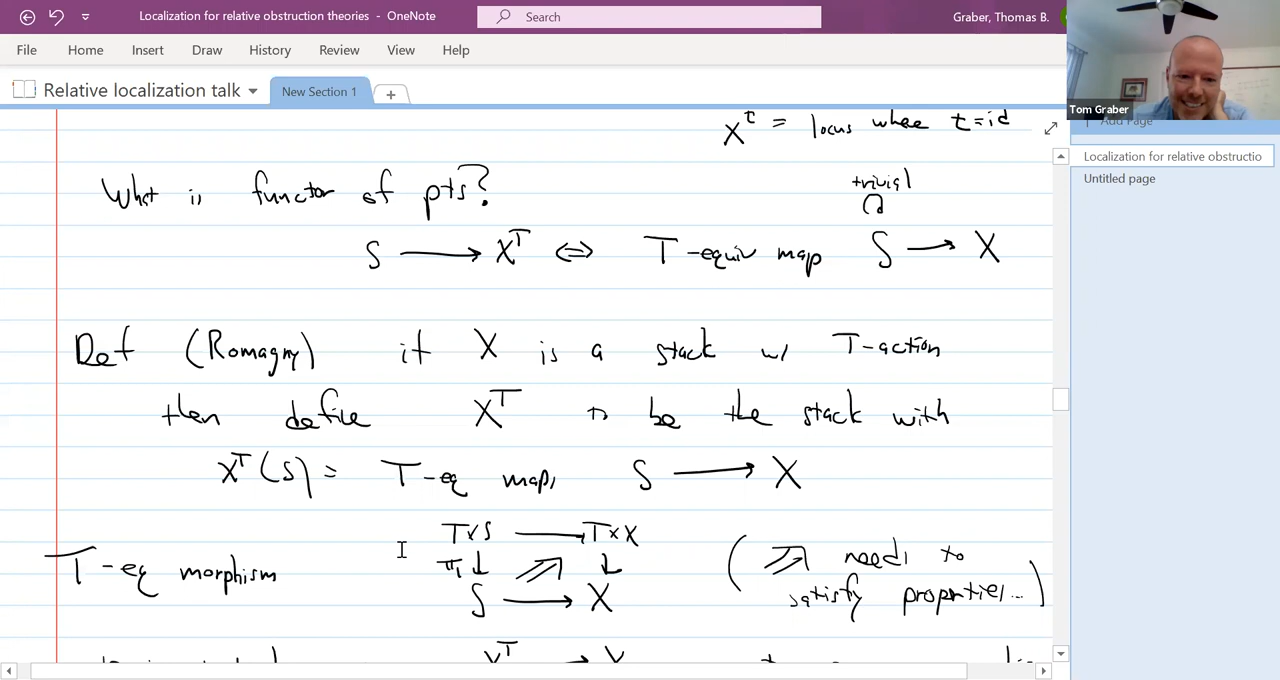 Localization for relative obstruction theories - OneNote
Search
Graber, Thomas B.
File Home Insert Draw History Review View Help
Relative localization talk
New Section 1
+
Tom Graber
Add Page
Localization for relative obstructio
Untitled page
X^t = locus where t=id
What is functor of pts?
trivial
S → X^T ⇔ T-equiv map S → X
Def (Romagny) if X is a stack w/ T-action
then define X^T to be the stack with
X^T(S) = T-eq maps S → X
T×S → T×X
T-eq morphism π ↓ ⇗ ↓ (⇗ needs to
S → X satisfy properties...)
X^T → X